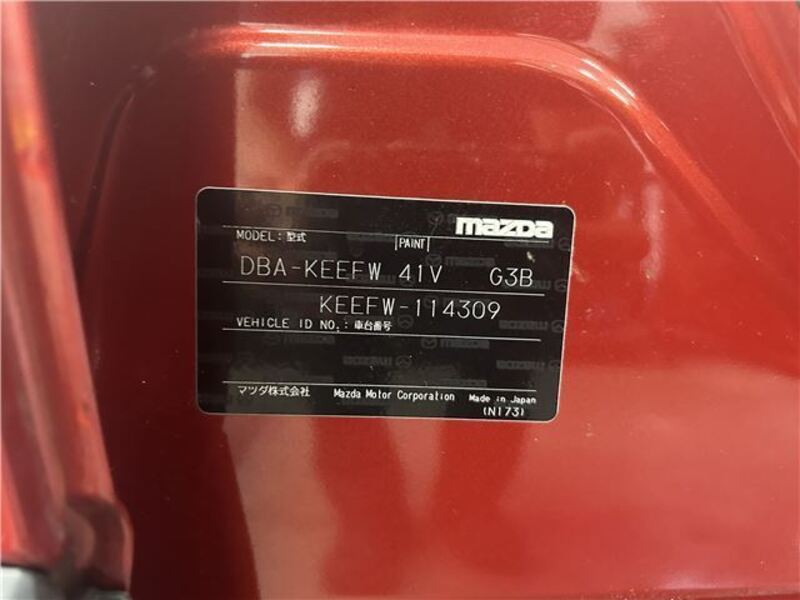 mazda
MODEL: 型式 PAINT
DBA-KEEFW 41V G3B
KEEFW-114309
VEHICLE ID NO.: 車台番号
マツダ株式会社 Mazda Motor Corporation Made in Japan
(N173)